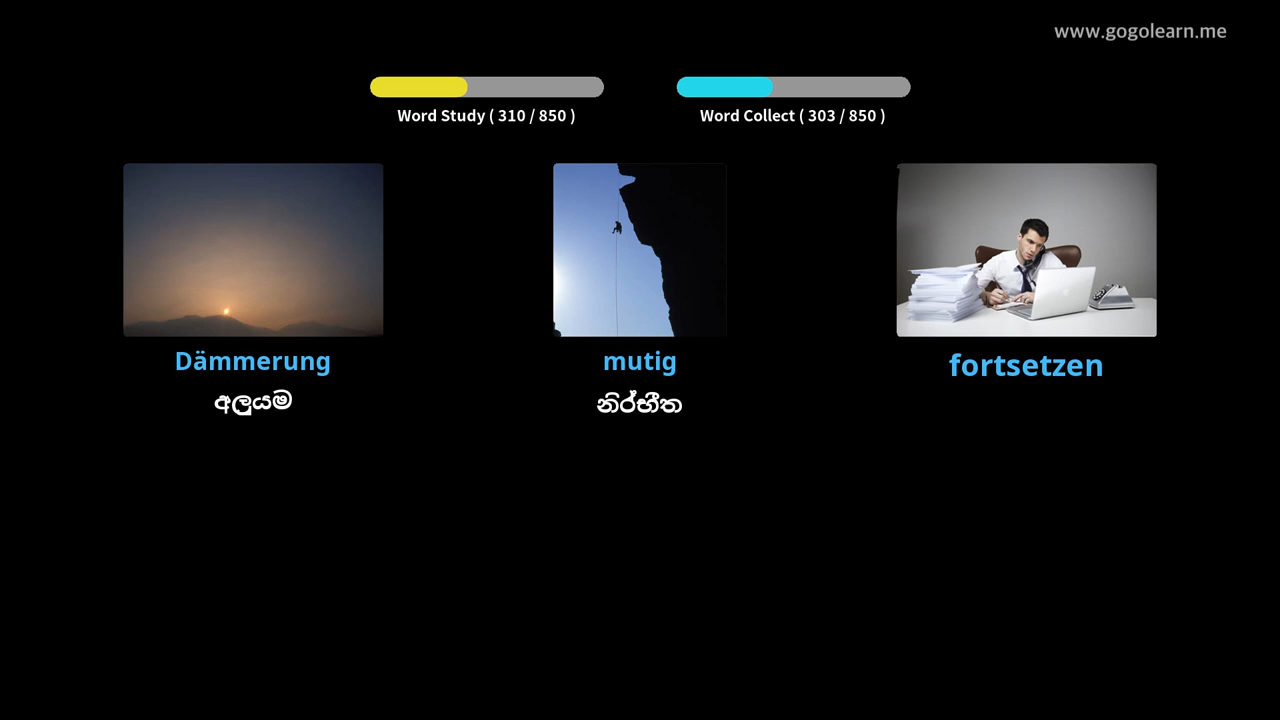 www.gogolearn.me
Word Study ( 310 / 850 )
Word Collect ( 303 / 850 )
Dämmerung
අලුයම
mutig
නිර්භීත
fortsetzen